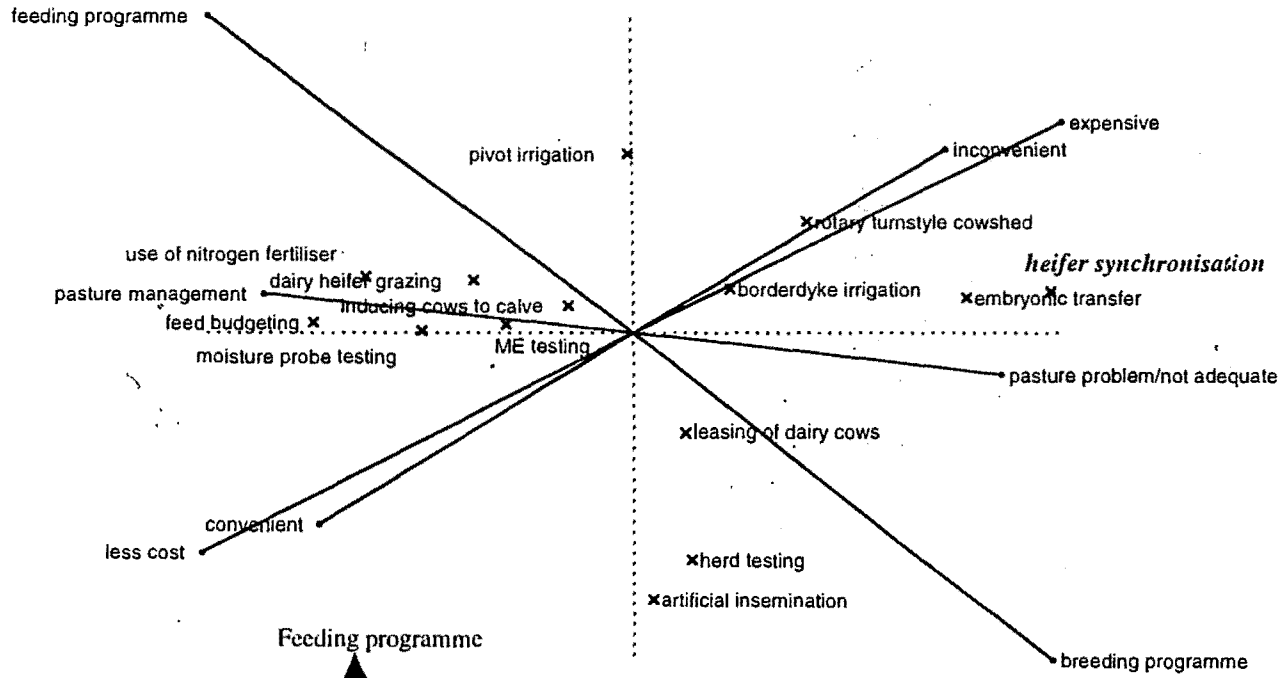 feeding programme
expensive
pivot irrigation
inconvenient
rotary turnstyle cowshed
use of nitrogen fertiliser
heifer synchronisation
dairy heifer grazing
pasture management
borderdyke irrigation
embryonic transfer
inducing cows to calve
feed budgeting
ME testing
moisture probe testing
pasture problem/not adequate
leasing of dairy cows
convenient
less cost
herd testing
artificial insemination
Feeding programme
breeding programme